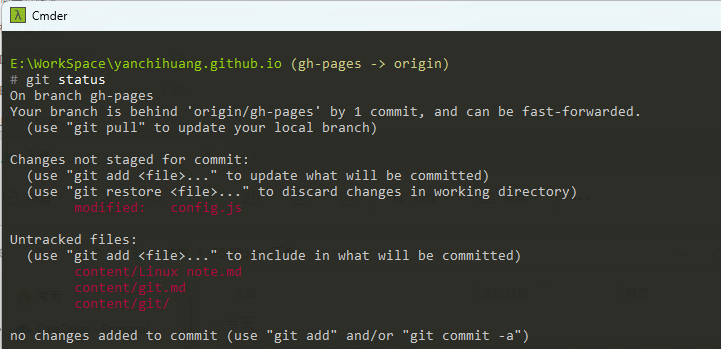 λ Cmder
E:\WorkSpace\yanchihuang.github.io (gh-pages -> origin)
# git status
On branch gh-pages
Your branch is behind 'origin/gh-pages' by 1 commit, and can be fast-forwarded.
  (use "git pull" to update your local branch)

Changes not staged for commit:
  (use "git add <file>..." to update what will be committed)
  (use "git restore <file>..." to discard changes in working directory)
        modified:   config.js

Untracked files:
  (use "git add <file>..." to include in what will be committed)
        content/Linux note.md
        content/git.md
        content/git/

no changes added to commit (use "git add" and/or "git commit -a")